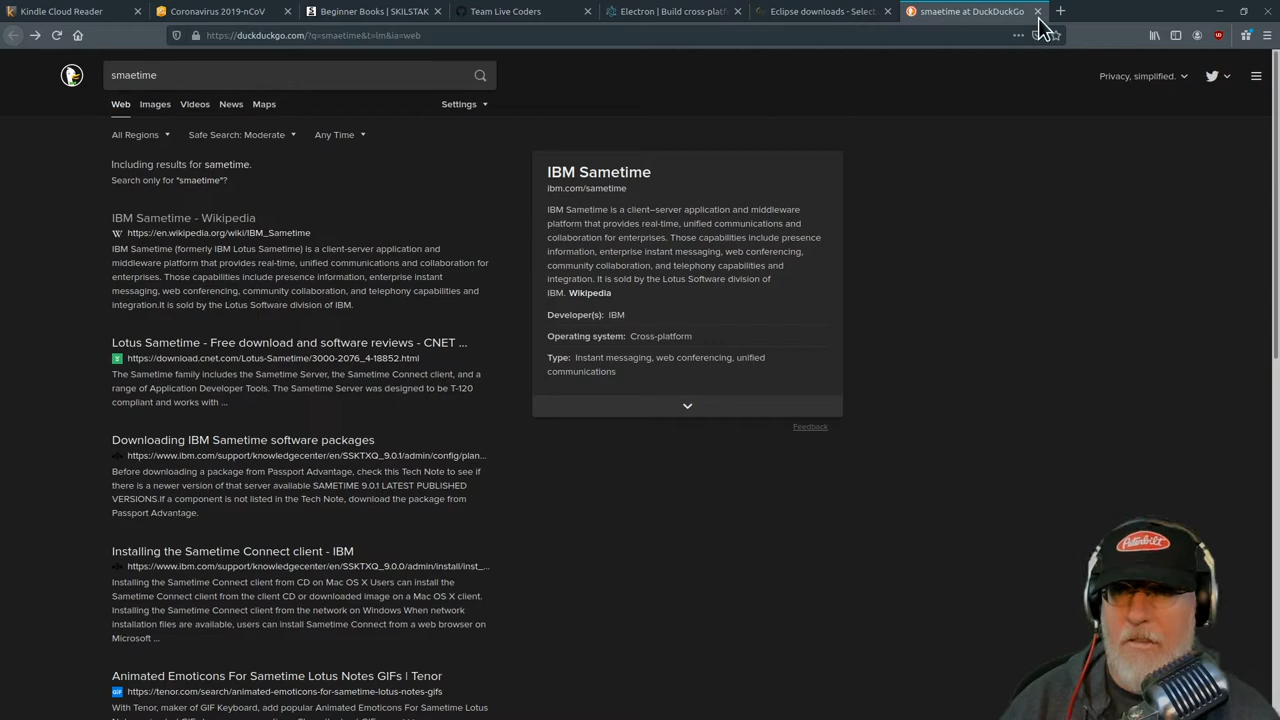 Kindle Cloud Reader
Coronavirus 2019-nCoV
Beginner Books | SKILSTAK
Team Live Coders
Electron | Build cross-platf
Eclipse downloads - Select
smaetime at DuckDuckGo
https://duckduckgo.com/?q=smaetime&t=lm&ia=web
smaetime
Privacy, simplified.
Web Images Videos News Maps Settings
All Regions Safe Search: Moderate Any Time
Including results for sametime.
Search only for "smaetime"?
IBM Sametime - Wikipedia
W https://en.wikipedia.org/wiki/IBM_Sametime
IBM Sametime (formerly IBM Lotus Sametime) is a client-server application and
middleware platform that provides real-time, unified communications and
collaboration for enterprises. Those capabilities include presence
information, enterprise instant messaging, web conferencing,
community collaboration, and telephony capabilities and
messaging, web conferencing, community collaboration, and telephony capabilities and
integration.It is sold by the Lotus Software division of IBM.
Lotus Sametime - Free download and software reviews - CNET ...
https://download.cnet.com/Lotus-Sametime/3000-2076_4-18852.html
The Sametime family includes the Sametime Server, the Sametime Connect client, and a
range of Application Developer Tools. The Sametime Server was designed to be T-120
compliant and works with ...
Downloading IBM Sametime software packages
https://www.ibm.com/support/knowledgecenter/en/SSKTXQ_9.0.1/admin/config/plan...
Before downloading a package from Passport Advantage, check this Tech Note to see if
there is a newer version of that server available SAMETIME 9.0.1 LATEST PUBLISHED
VERSIONS.If a component is not listed in the Tech Note, download the package from
Passport Advantage.
Installing the Sametime Connect client - IBM
https://www.ibm.com/support/knowledgecenter/en/SSKTXQ_9.0.0/admin/install/inst_...
Installing the Sametime Connect client from CD on Mac OS X Users can install the
Sametime Connect client from the client CD or downloaded image on a Mac OS X client.
Installing the Sametime Connect client from the network on Windows When network
installation files are available, users can install Sametime Connect from a web browser on
Microsoft ...
Animated Emoticons For Sametime Lotus Notes GIFs | Tenor
GIF https://tenor.com/search/animated-emoticons-for-sametime-lotus-notes-gifs
With Tenor, maker of GIF Keyboard, add popular Animated Emoticons For Sametime
IBM Sametime
ibm.com/sametime
IBM Sametime is a client–server application and middleware
platform that provides real-time, unified communications and
collaboration for enterprises. Those capabilities include presence
information, enterprise instant messaging, web conferencing,
community collaboration, and telephony capabilities and
integration. It is sold by the Lotus Software division of
IBM. Wikipedia
Developer(s): IBM
Operating system: Cross-platform
Type: Instant messaging, web conferencing, unified
communications
Feedback
Peterbilt